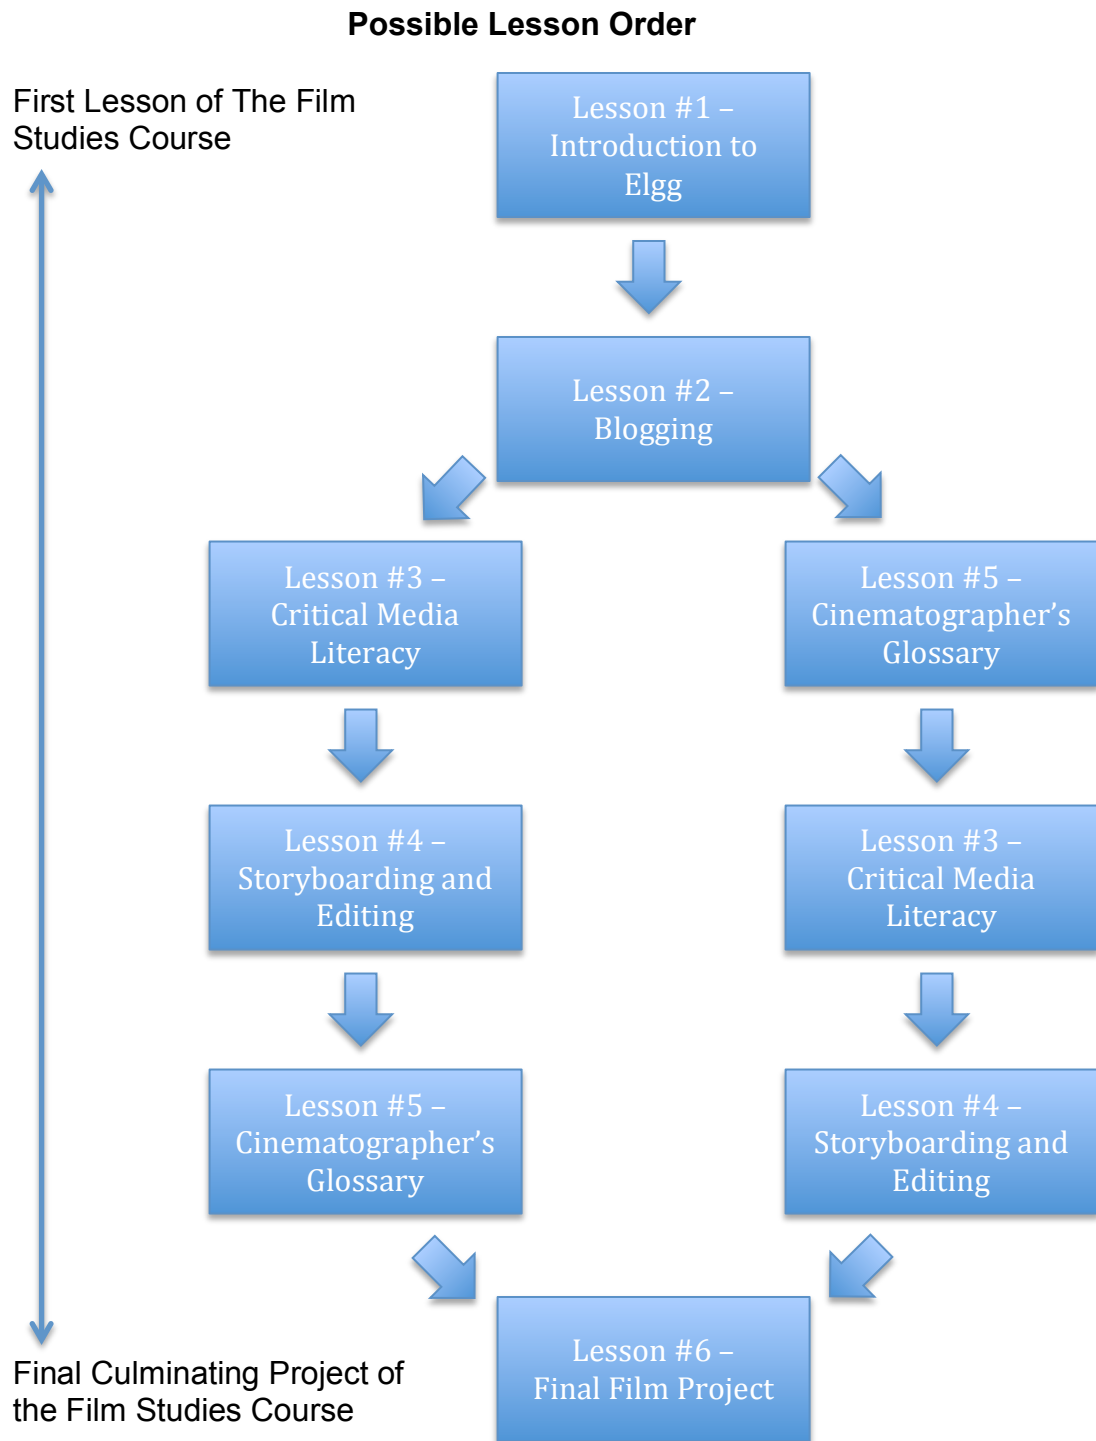 Possible Lesson Order
First Lesson of The Film
Studies Course
Lesson #1 –
Introduction to
Elgg
Lesson #2 –
Blogging
Lesson #3 –
Critical Media
Literacy
Lesson #5 –
Cinematographer’s
Glossary
Lesson #4 –
Storyboarding and
Editing
Lesson #3 –
Critical Media
Literacy
Lesson #5 –
Cinematographer’s
Glossary
Lesson #4 –
Storyboarding and
Editing
Lesson #6 –
Final Film Project
Final Culminating Project of
the Film Studies Course